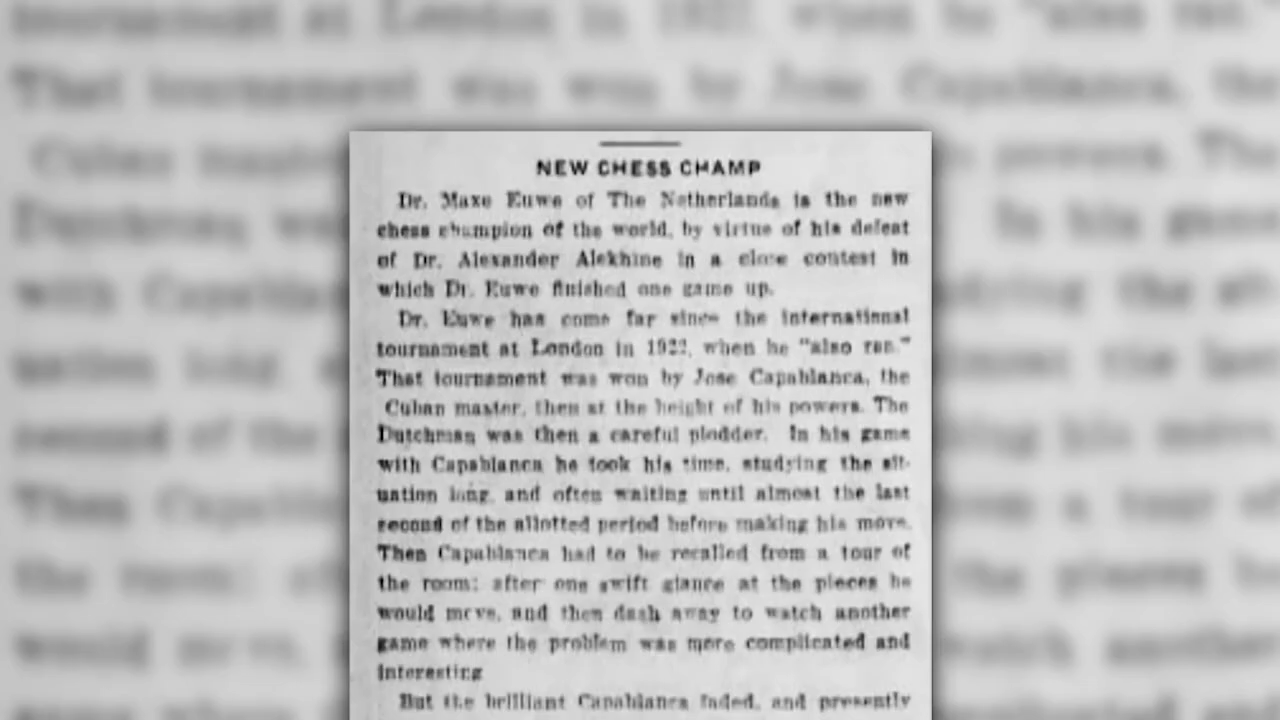 NEW CHESS CHAMP
Dr. Maxe Euwe of The Netherlands is the new
chess champion of the world, by virtue of his defeat
of Dr. Alexander Alekhine in a close contest in
which Dr. Euwe finished one game up.
Dr. Euwe has come far since the international
tournament at London in 1922, when he "also ran."
That tournament was won by Jose Capablanca, the
Cuban master, then at the height of his powers. The
Dutchman was then a careful plodder. In his game
with Capablanca he took his time, studying the sit-
uation long, and often waiting until almost the last
second of the allotted period before making his move.
Then Capablanca had to be recalled from a tour of
the room; after one swift glance at the pieces he
would move, and then dash away to watch another
game where the problem was more complicated and
interesting
But the brilliant Capablanca faded, and presently